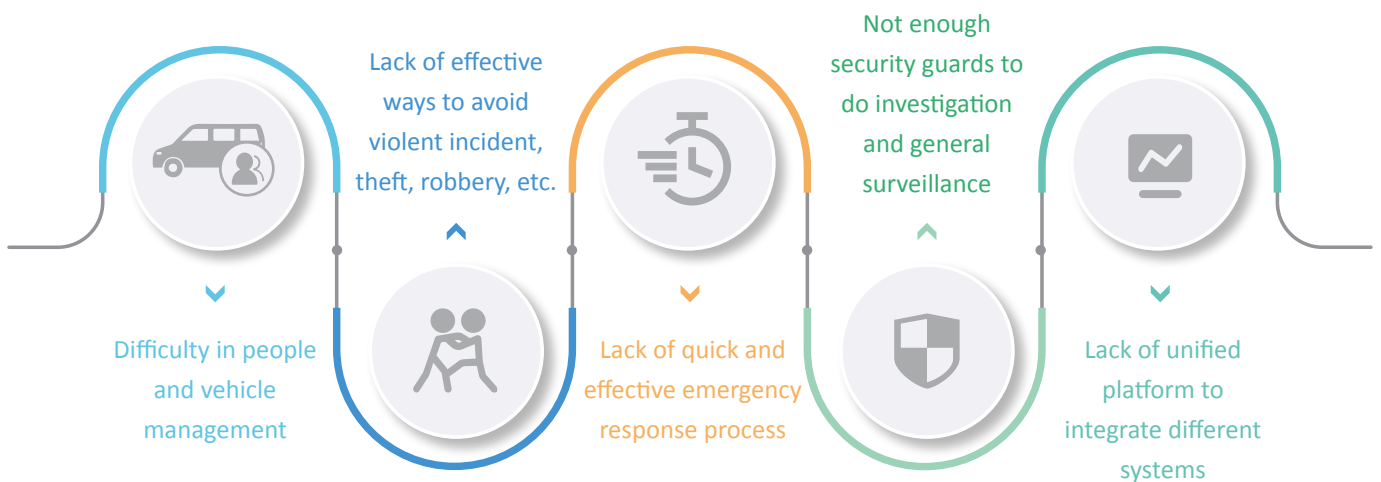 Difficulty in people
and vehicle
management
Lack of effective
ways to avoid
violent incident,
theft, robbery, etc.
Lack of quick and
effective emergency
response process
Not enough
security guards to
do investigation
and general
surveillance
Lack of unified
platform to
integrate different
systems